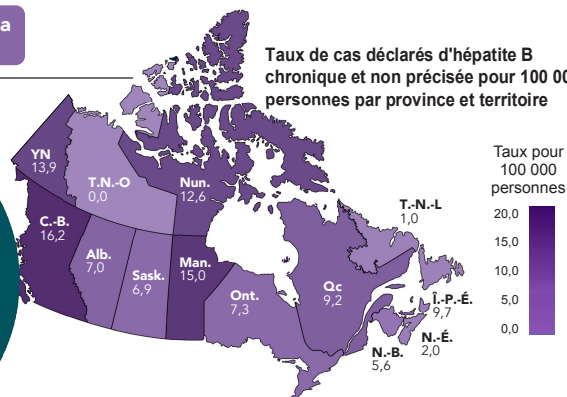 a
Taux de cas déclarés d'hépatite B
chronique et non précisée pour 100 00
personnes par province et territoire
YN
13,9
T.N.-O
0,0
Nun.
12,6
C.-B.
16,2
Alb.
7,0
Sask.
6,9
Man.
15,0
Ont.
7,3
Qc
9,2
T.-N.-L
1,0
Î.-P.-É.
9,7
N.-É.
2,0
N.-B.
5,6
Taux pour
100 000
personnes
20,0
15,0
10,0
5,0
0,0